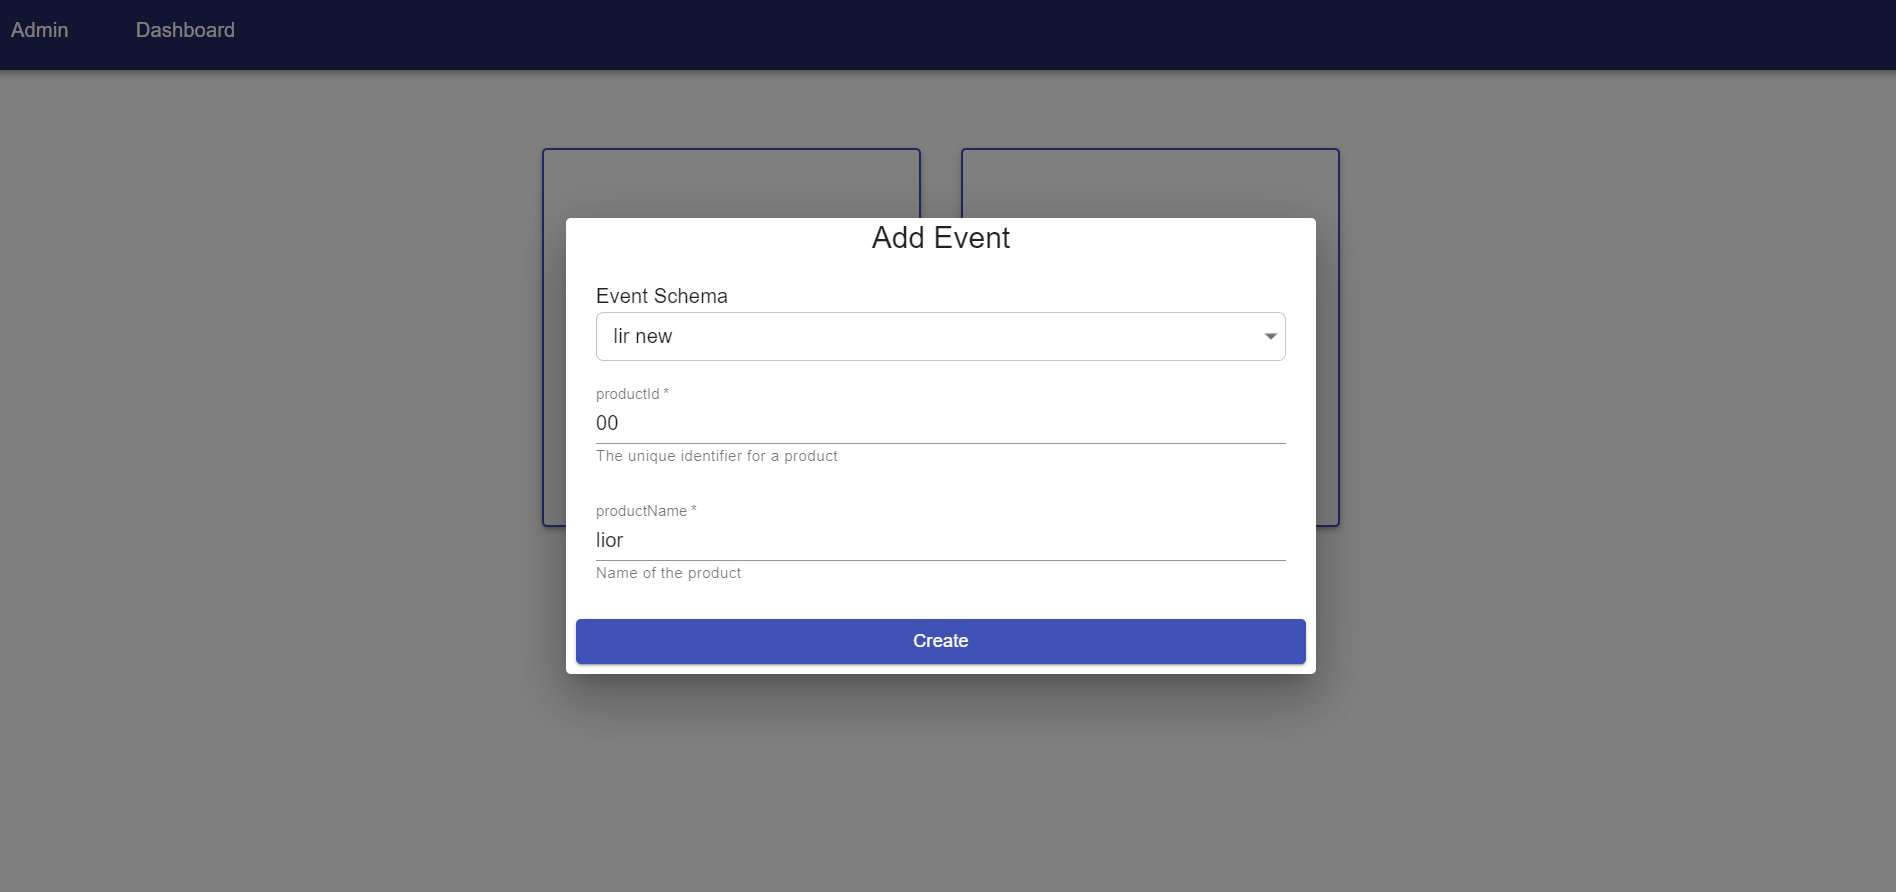 Admin Dashboard
Add Event
Event Schema
lir new
productId *
00
The unique identifier for a product
productName *
lior
Name of the product
Create